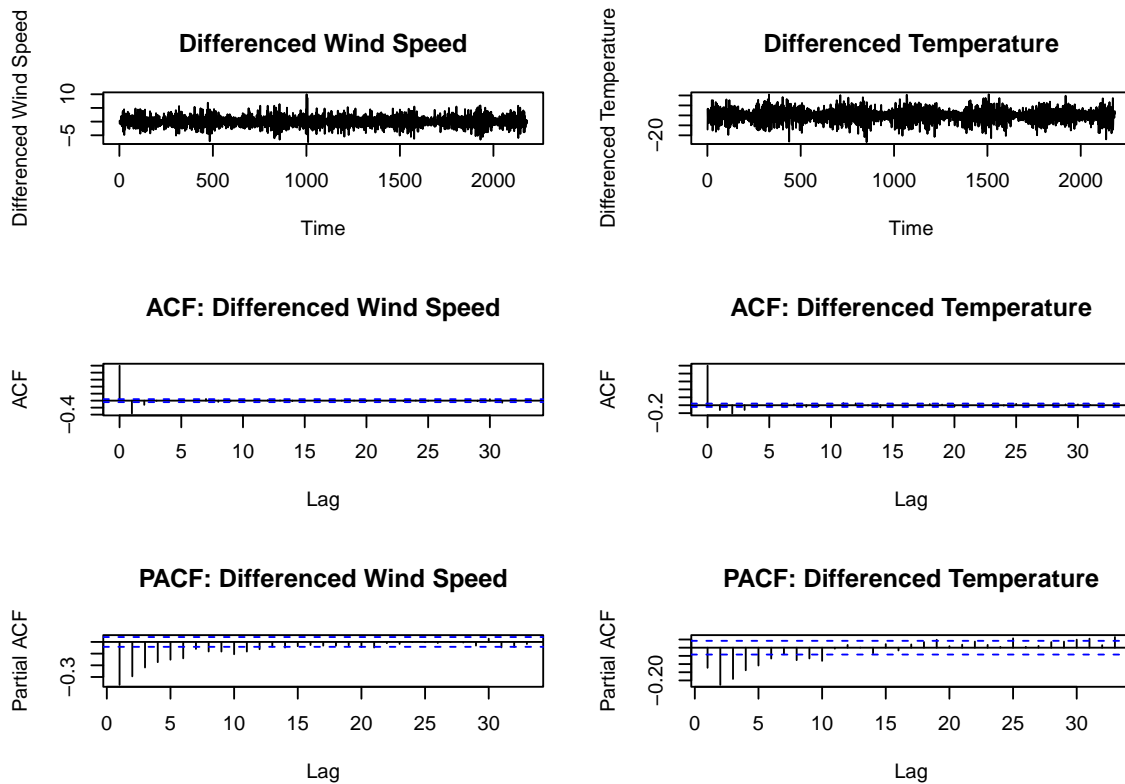 Differenced Wind Speed
Differenced Wind Speed
10
−5
0 500 1000 1500 2000
Time
Differenced Temperature
Differenced Temperature
−20
0 500 1000 1500 2000
Time
ACF: Differenced Wind Speed
ACF
−0.4
0 5 10 15 20 25 30
Lag
ACF: Differenced Temperature
ACF
−0.2
0 5 10 15 20 25 30
Lag
PACF: Differenced Wind Speed
Partial ACF
−0.3
0 5 10 15 20 25 30
Lag
PACF: Differenced Temperature
Partial ACF
−0.20
0 5 10 15 20 25 30
Lag